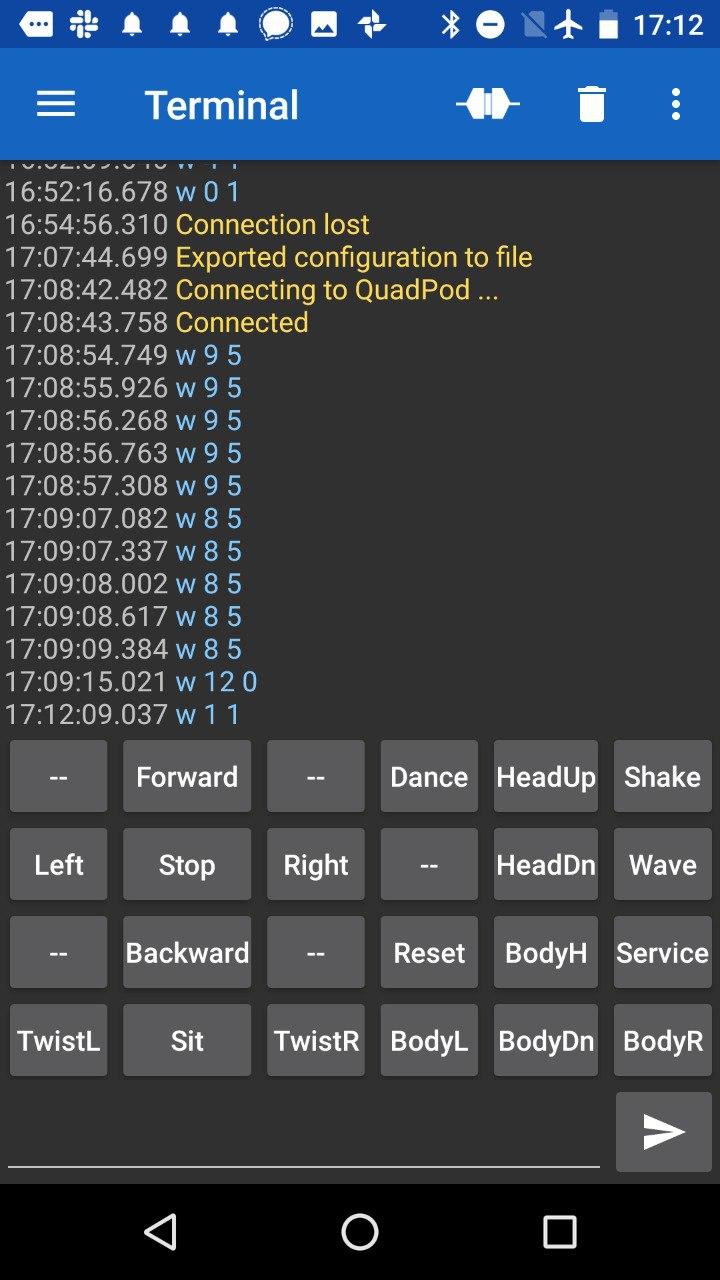 17:12
Terminal
16:52:16.678 w 0 1
16:54:56.310 Connection lost
17:07:44.699 Exported configuration to file
17:08:42.482 Connecting to QuadPod ...
17:08:43.758 Connected
17:08:54.749 w 9 5
17:08:55.926 w 9 5
17:08:56.268 w 9 5
17:08:56.763 w 9 5
17:08:57.308 w 9 5
17:09:07.082 w 8 5
17:09:07.337 w 8 5
17:09:08.002 w 8 5
17:09:08.617 w 8 5
17:09:09.384 w 8 5
17:09:15.021 w 12 0
17:12:09.037 w 1 1
-- Forward -- Dance HeadUp Shake
Left Stop Right -- HeadDn Wave
-- Backward -- Reset BodyH Service
TwistL Sit TwistR BodyL BodyDn BodyR